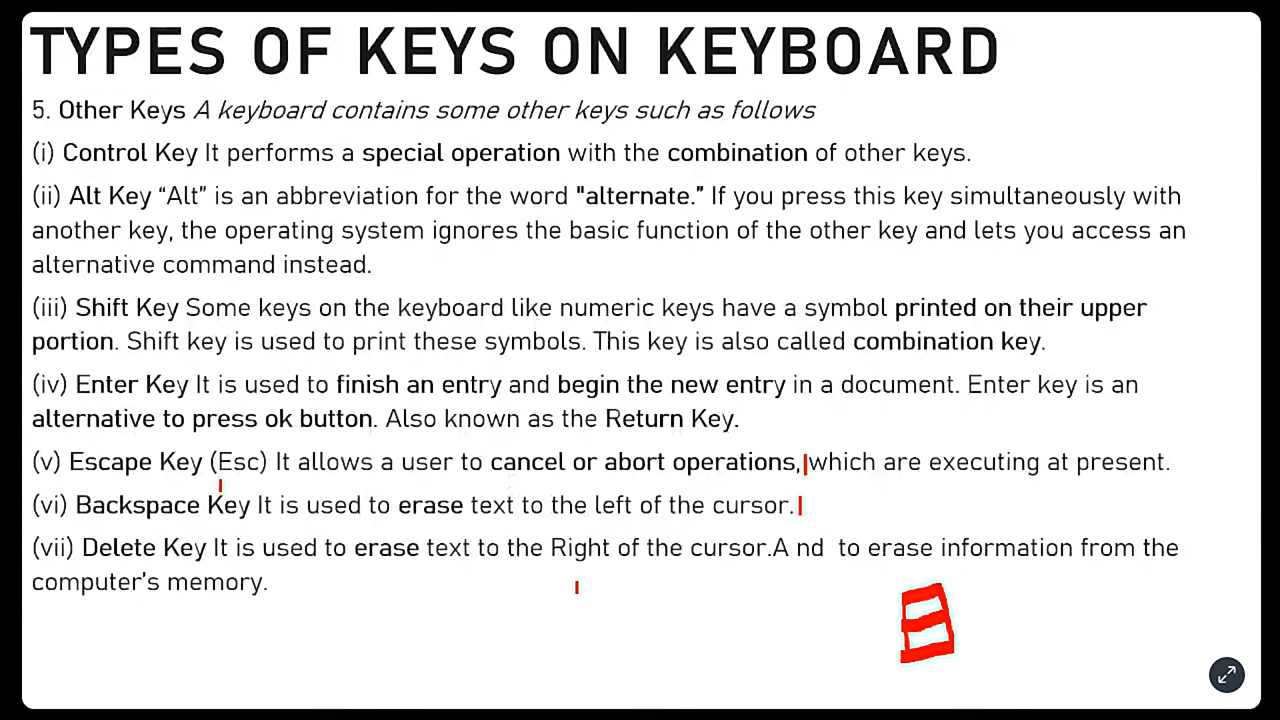 TYPES OF KEYS ON KEYBOARD
5. Other Keys A keyboard contains some other keys such as follows
(i) Control Key It performs a special operation with the combination of other keys.
(ii) Alt Key “Alt” is an abbreviation for the word "alternate.” If you press this key simultaneously with
another key, the operating system ignores the basic function of the other key and lets you access an
alternative command instead.
(iii) Shift Key Some keys on the keyboard like numeric keys have a symbol printed on their upper
portion. Shift key is used to print these symbols. This key is also called combination key.
(iv) Enter Key It is used to finish an entry and begin the new entry in a document. Enter key is an
alternative to press ok button. Also known as the Return Key.
(v) Escape Key (Esc) It allows a user to cancel or abort operations, which are executing at present.
(vi) Backspace Key It is used to erase text to the left of the cursor.
(vii) Delete Key It is used to erase text to the Right of the cursor.A nd  to erase information from the
computer’s memory.